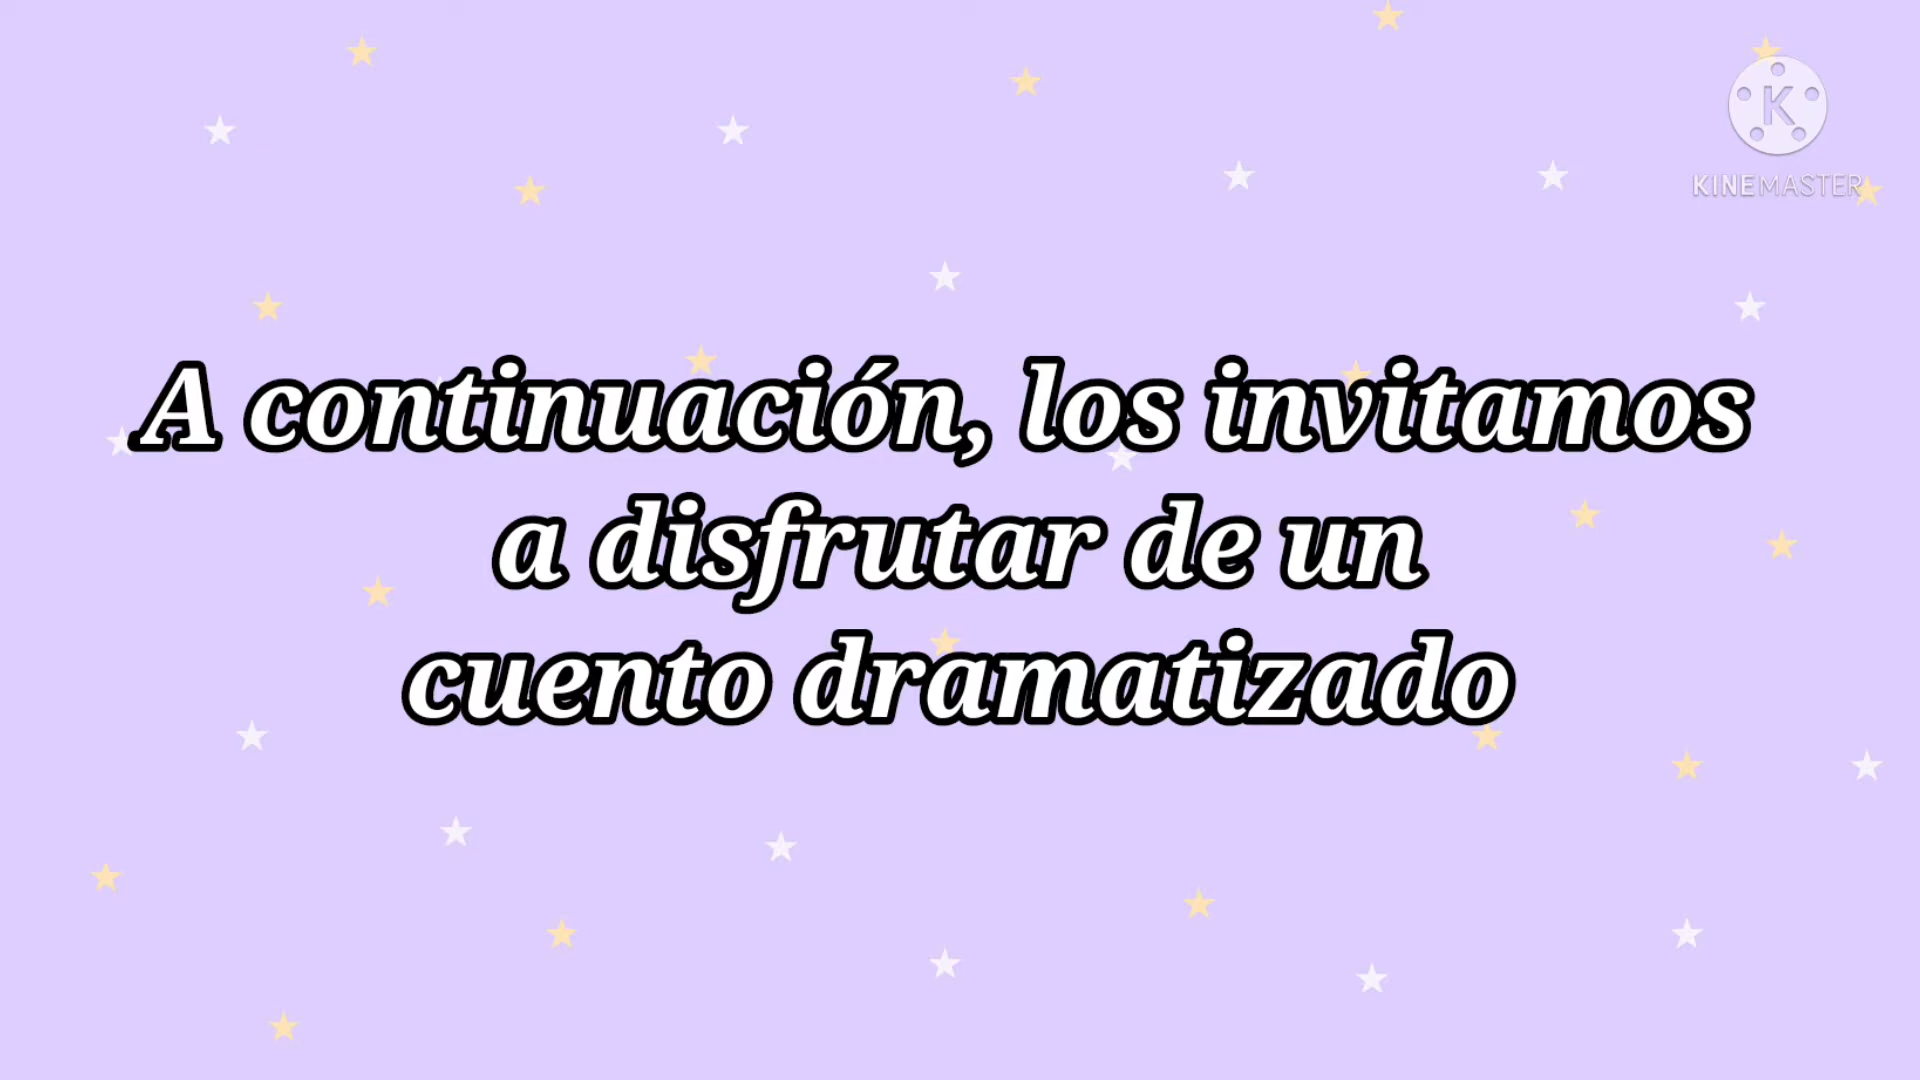 K
KINEMASTER
A continuación, los invitamos
a disfrutar de un
cuento dramatizado